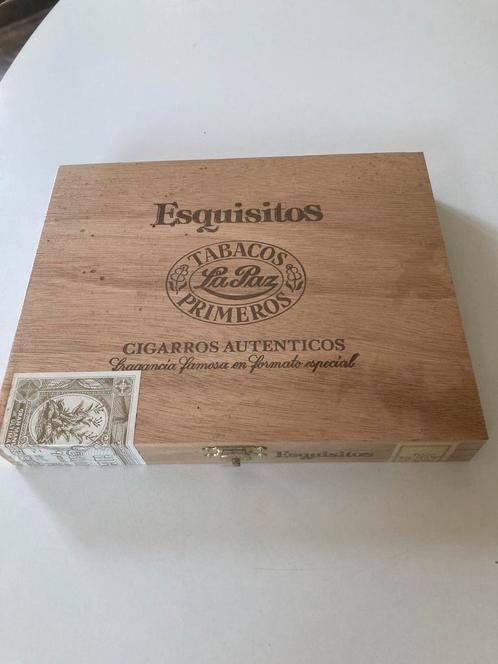 Esquisitos
TABACOS
La Paz
PRIMEROS
CIGARROS AUTENTICOS
Fragancia famosa en formato especial
Esquisitos